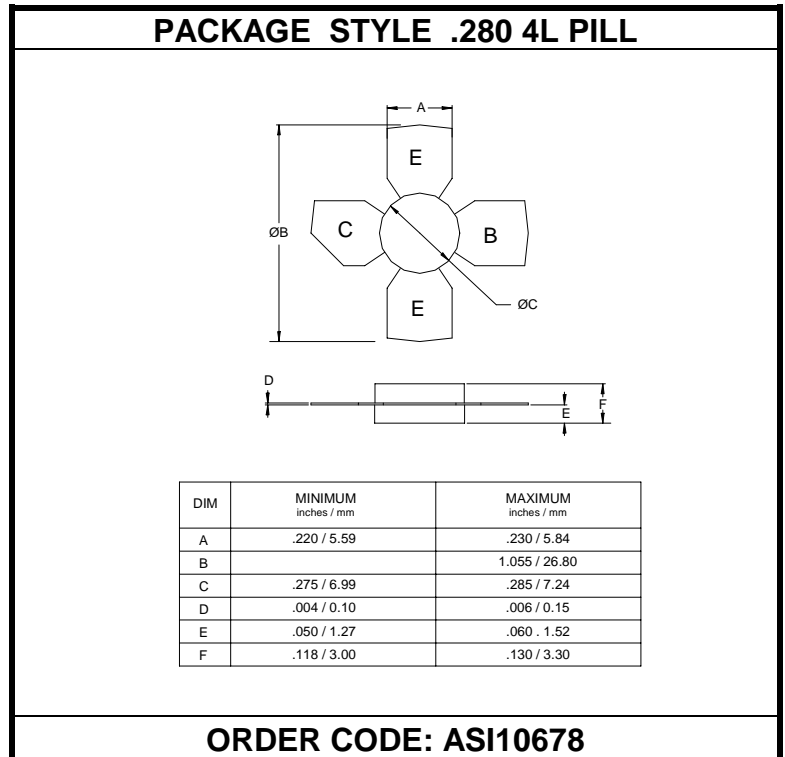 PACKAGE STYLE .280 4L PILL
A
E
ØB
C
B
E
ØC
D
E
F
DIM MINIMUM inches / mm MAXIMUM inches / mm
A .220 / 5.59 .230 / 5.84
B 1.055 / 26.80
C .275 / 6.99 .285 / 7.24
D .004 / 0.10 .006 / 0.15
E .050 / 1.27 .060 . 1.52
F .118 / 3.00 .130 / 3.30
ORDER CODE: ASI10678